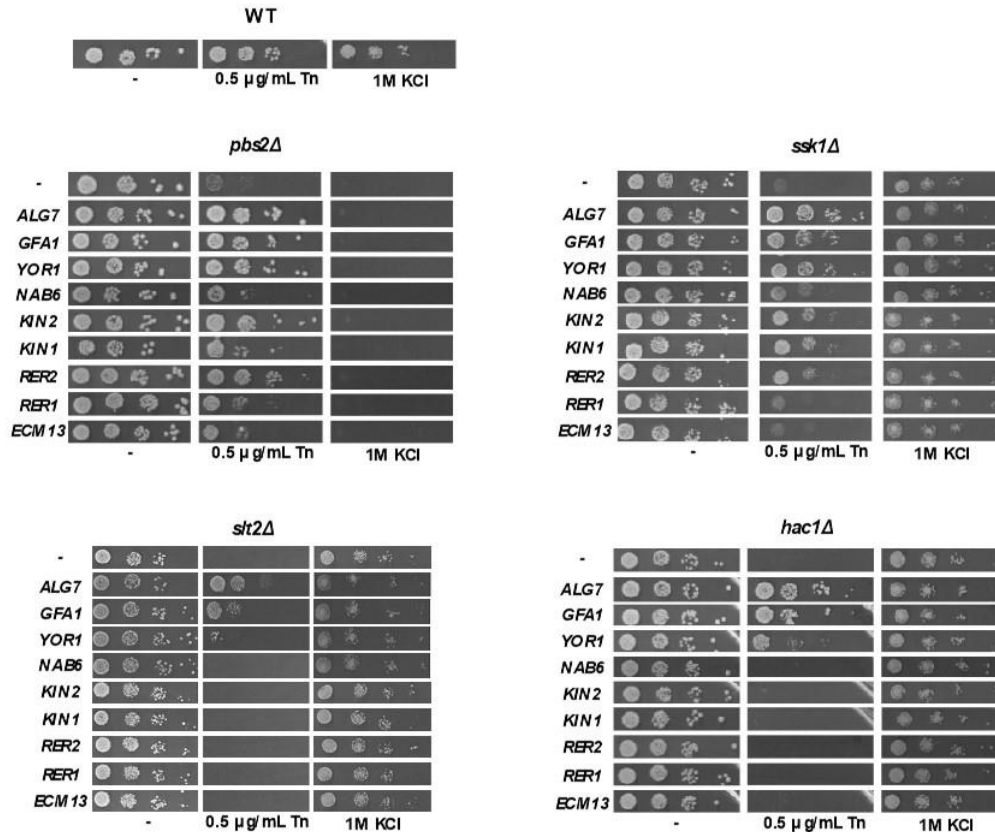 WT
-
0.5 µg/mL Tn
1M KCl
pbs2Δ
-
ALG7
GFA1
YOR1
NAB6
KIN2
KIN1
RER2
RER1
ECM13
-
0.5 µg/mL Tn
1M KCl
ssk1Δ
-
ALG7
GFA1
YOR1
NAB6
KIN2
KIN1
RER2
RER1
ECM13
-
0.5 µg/mL Tn
1M KCl
slt2Δ
-
ALG7
GFA1
YOR1
NAB6
KIN2
KIN1
RER2
RER1
ECM13
-
0.5 µg/mL Tn
1M KCl
hac1Δ
-
ALG7
GFA1
YOR1
NAB6
KIN2
KIN1
RER2
RER1
ECM13
-
0.5 µg/mL Tn
1M KCl